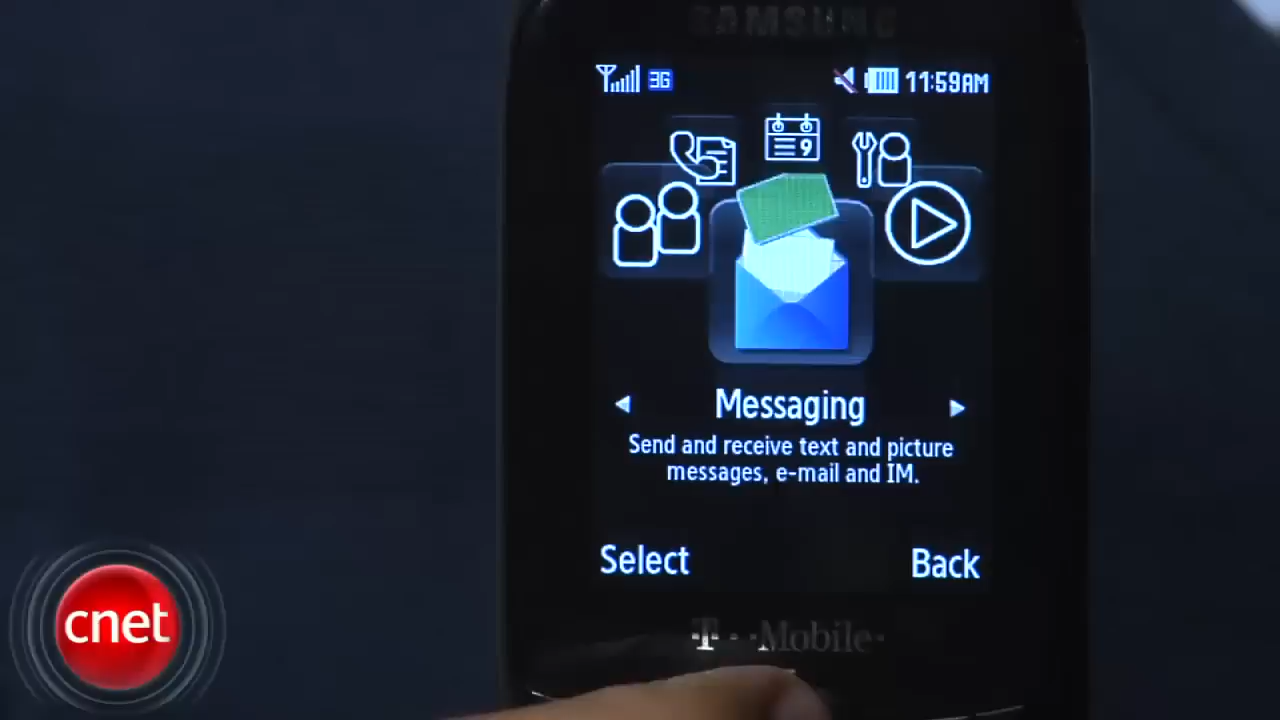 SAMSUNG
3G
11:59AM
9
Messaging
Send and receive text and picture
messages, e-mail and IM.
Select
Back
cnet
T··Mobile·